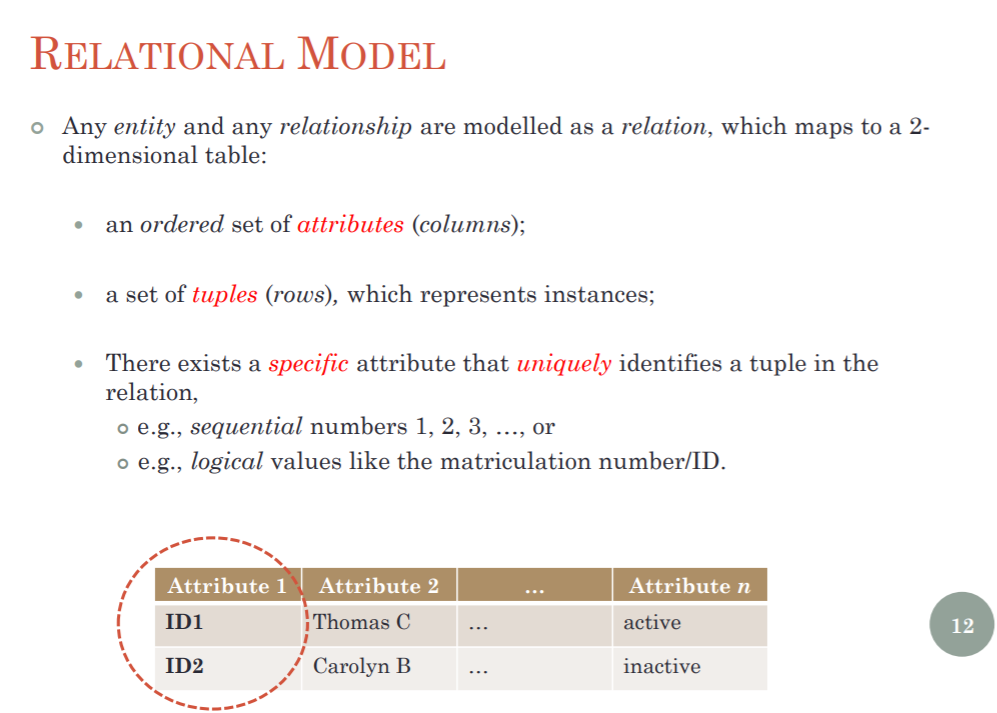 RELATIONAL MODEL
Any entity and any relationship are modelled as a relation, which maps to a 2-
dimensional table:
an ordered set of attributes (columns);
a set of tuples (rows), which represents instances;
There exists a specific attribute that uniquely identifies a tuple in the
relation,
e.g., sequential numbers 1, 2, 3, …, or
e.g., logical values like the matriculation number/ID.
Attribute 1 Attribute 2 … Attribute n
ID1 Thomas C … active
ID2 Carolyn B … inactive
12